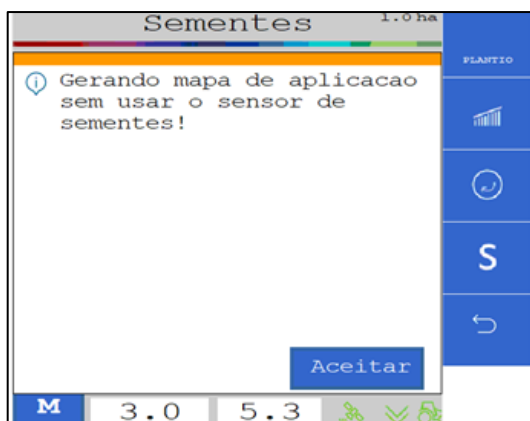 Sementes
1.0 ha
PLANTIO
Gerando mapa de aplicacao
sem usar o sensor de
sementes!
S
Aceitar
M
3.0
5.3